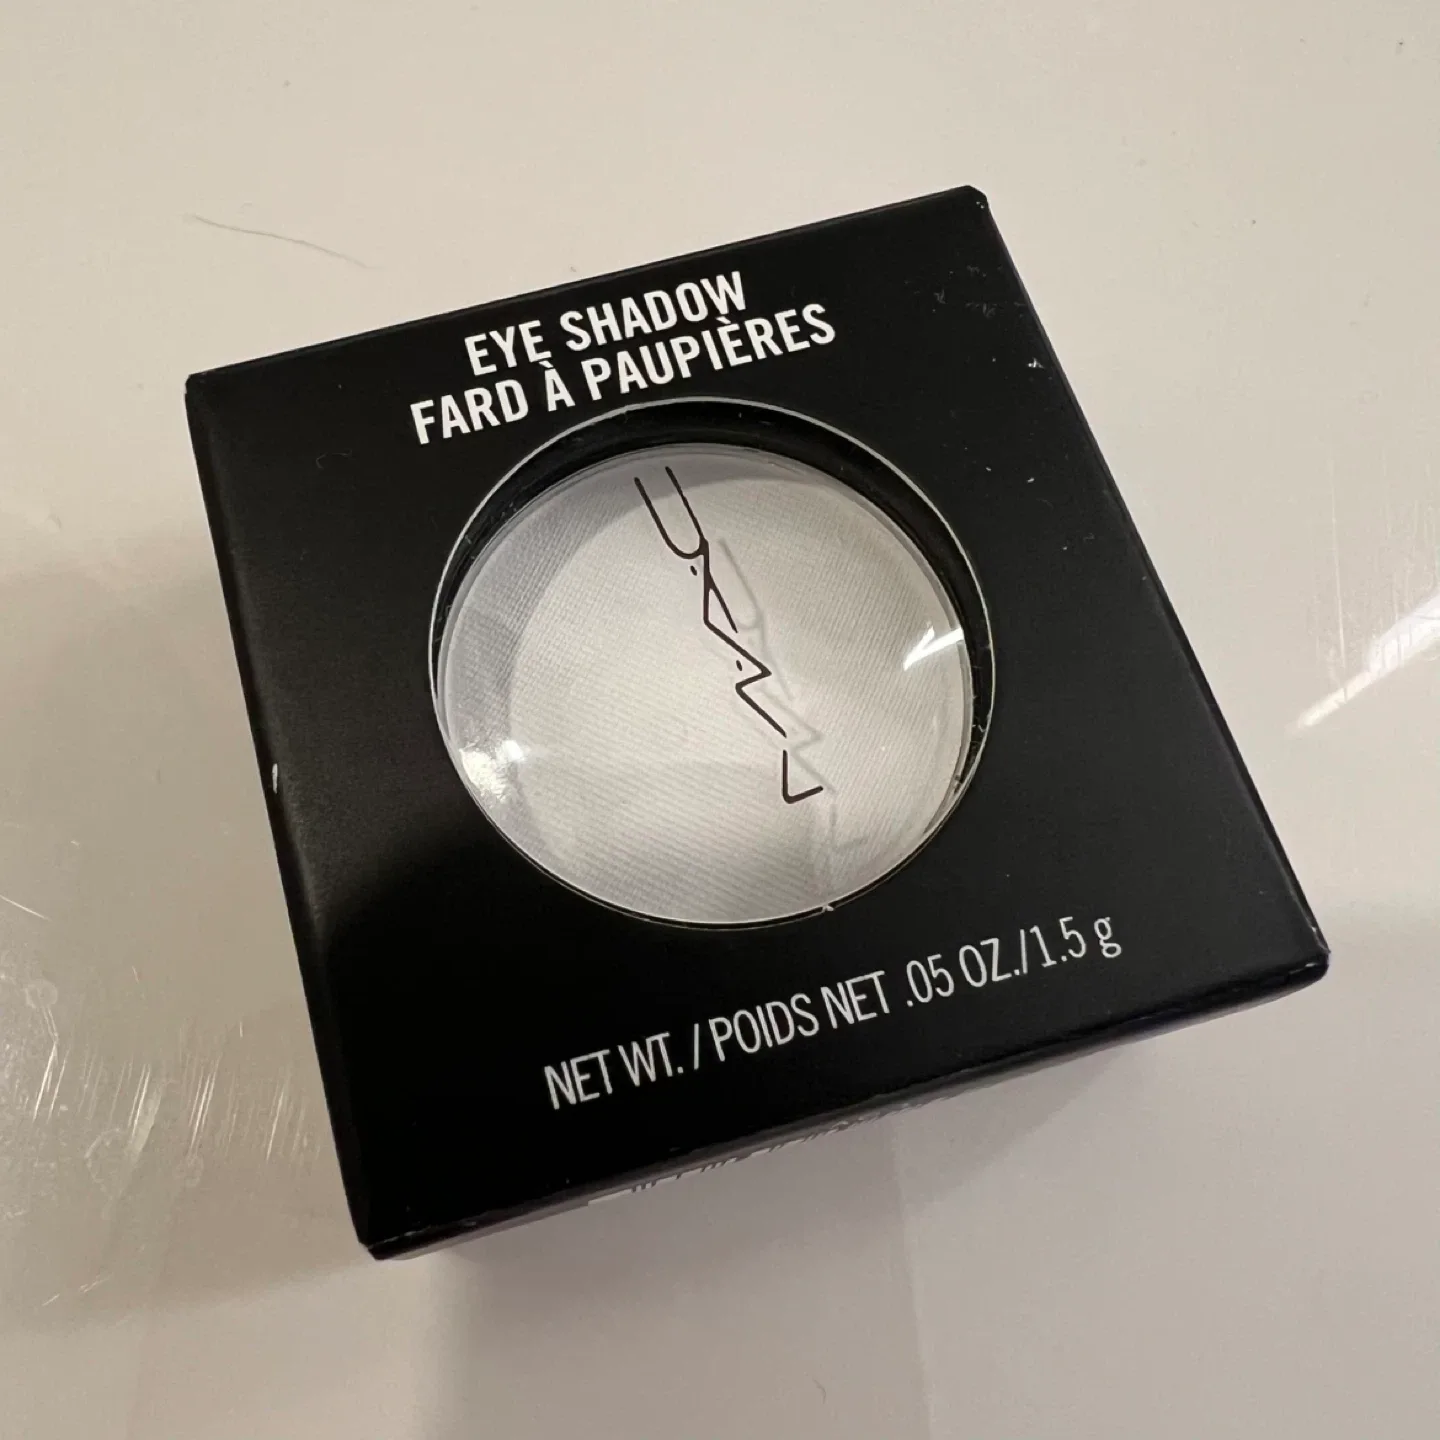 EYE SHADOW
FARD À PAUPIÈRES
M·A·C
NET WT. / POIDS NET .05 OZ./1.5 g